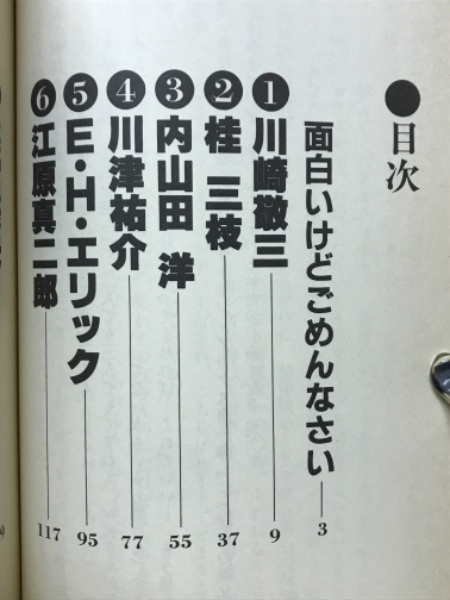 ●目次
面白いけどごめんなさい 3
❶川崎敬三 9
❷桂 三枝 37
❸内山田 洋 55
❹川津祐介 77
❺E・H・エリック 95
❻江原真二郎 117